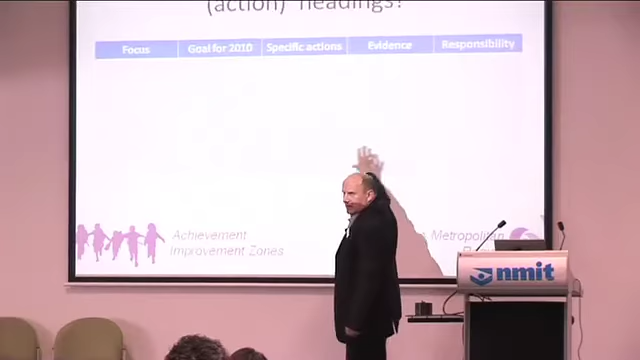 (action) headings!
Focus
Goal for 2010
Specific actions
Evidence
Responsibility
Achievement
Improvement Zones
Metropolitan
nmit